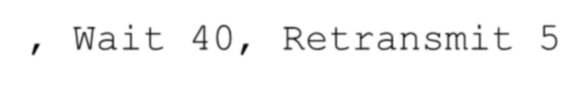 , Wait 40, Retransmit 5